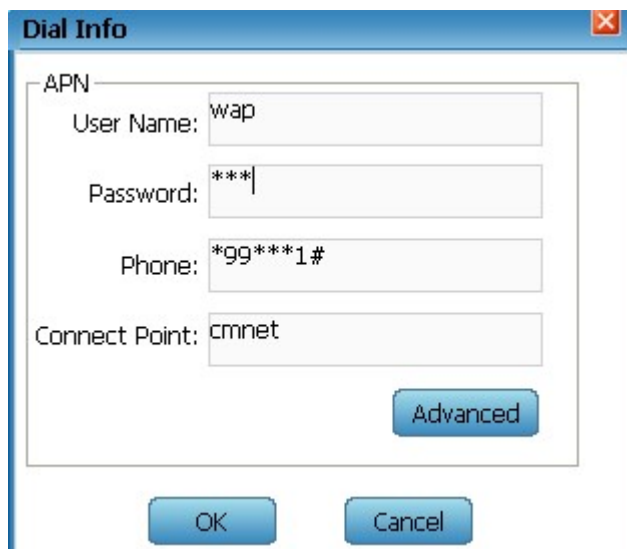 Dial Info
APN
User Name: wap
Password: ***
Phone: *99***1#
Connect Point: cmnet
Advanced
OK Cancel